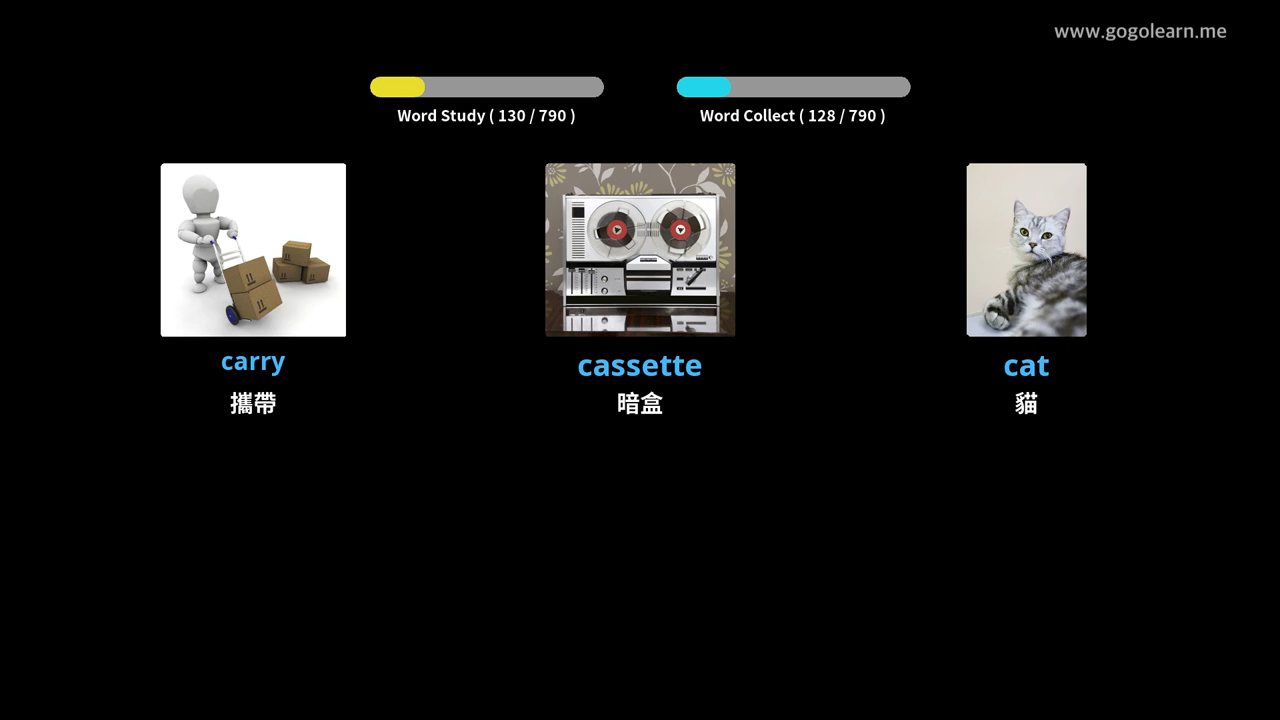 www.gogolearn.me
Word Study ( 130 / 790 )
Word Collect ( 128 / 790 )
carry
cassette
cat
攜帶
暗盒
貓